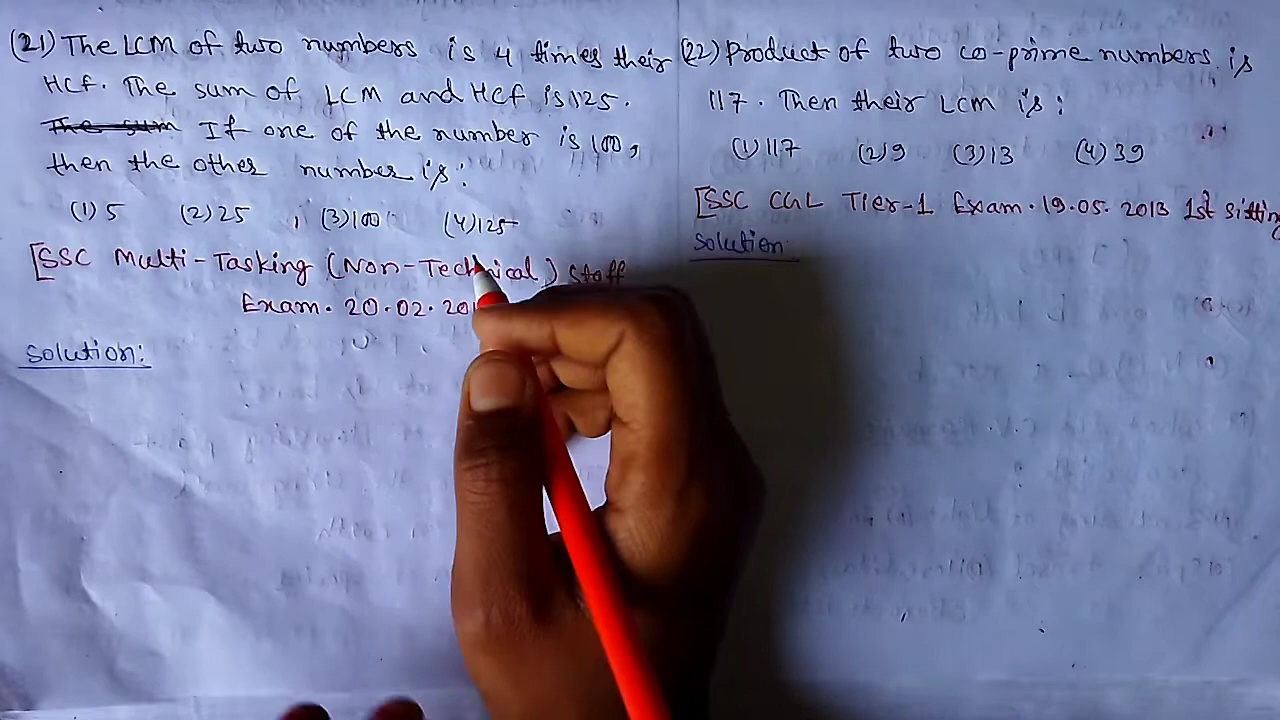 (21) The LCM of two numbers is 4 times their
HCF. The sum of LCM and HCF is 125.
The sum If one of the number is 100,
then the other number is:
(1) 5 (2) 25 (3) 100 (4) 125
[SSC Multi-Tasking (Non-Technical) Staff
Exam. 20.02.20
Solution:
(22) Product of two co-prime numbers is
117. Then their LCM is:
(1) 117 (2) 9 (3) 13 (4) 39
[SSC CGL Tier-1 Exam. 19.05. 2013 1st Sitting
Solution